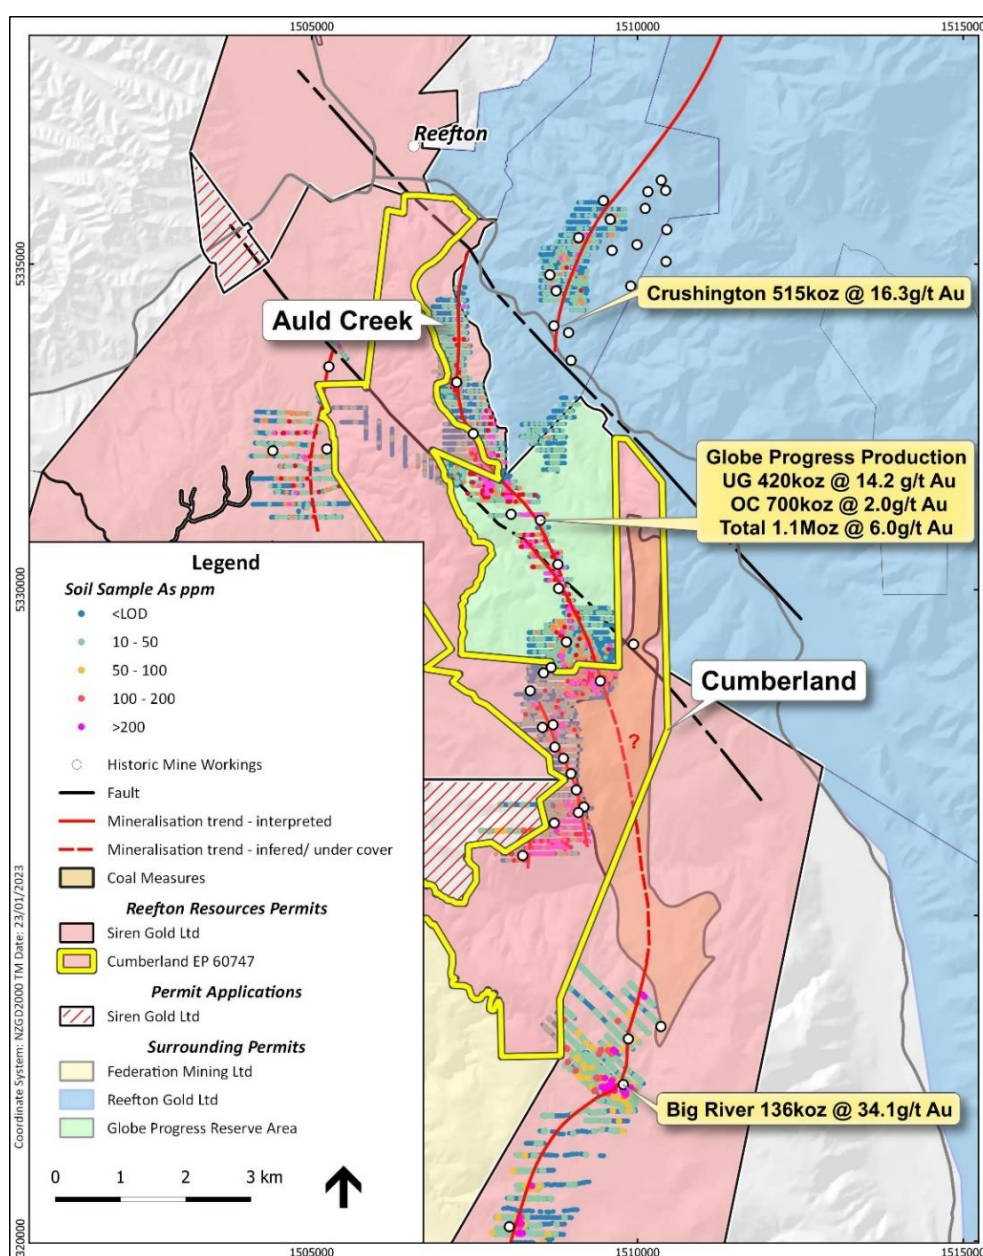 1505000
1510000
1515000
Reefton
5335000
Crushington 515koz @ 16.3g/t Au
Auld Creek
Globe Progress Production
UG 420koz @ 14.2 g/t Au
OC 700koz @ 2.0g/t Au
Total 1.1Moz @ 6.0g/t Au
5330000
Cumberland
?
Legend
Soil Sample As ppm
<LOD
10 - 50
50 - 100
100 - 200
>200
Historic Mine Workings
Fault
Mineralisation trend - interpreted
Mineralisation trend - infered/ under cover
Coal Measures
Reefton Resources Permits
Siren Gold Ltd
Cumberland EP 60747
Permit Applications
Siren Gold Ltd
Surrounding Permits
Federation Mining Ltd
Reefton Gold Ltd
Globe Progress Reserve Area
0 1 2 3 km
Big River 136koz @ 34.1g/t Au
Coordinate System: NZGD2000 TM Date: 23/01/2023
5320000
1505000
1510000
1515000